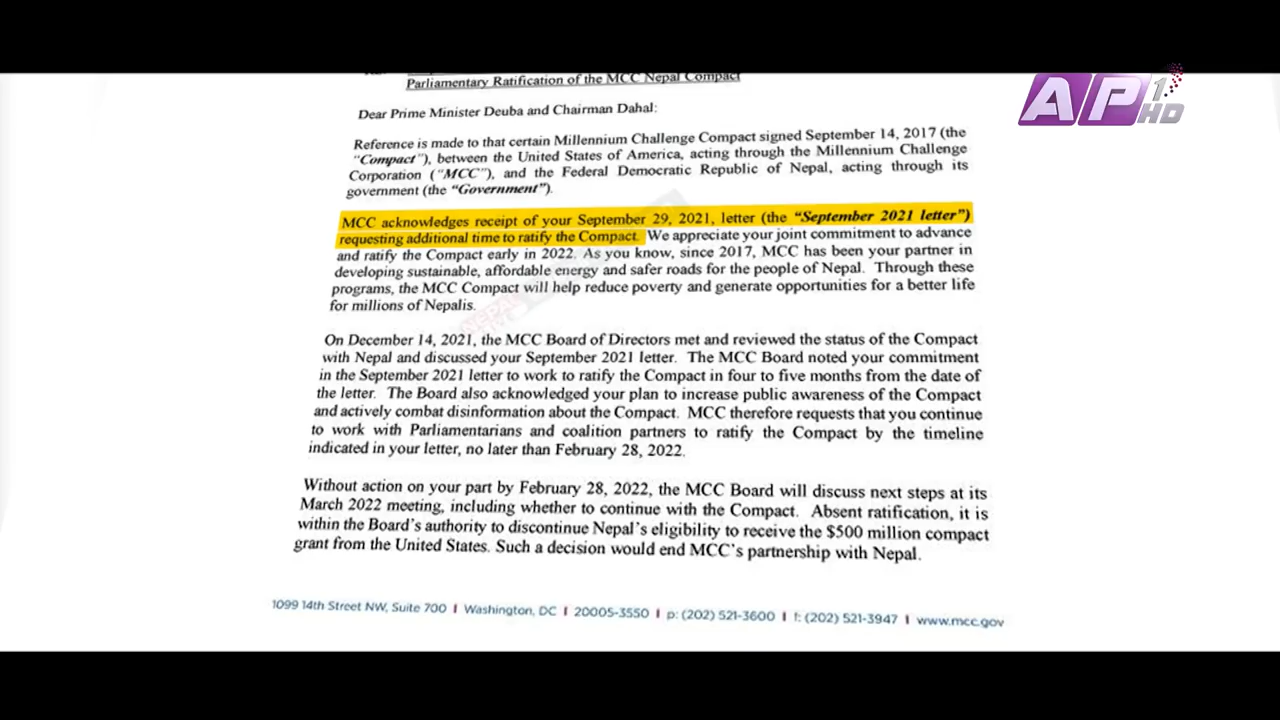 Parliamentary Ratification of the MCC Nepal Compact
AP1 HD
Dear Prime Minister Deuba and Chairman Dahal:
Reference is made to that certain Millennium Challenge Compact signed September 14, 2017 (the
"Compact"), between the United States of America, acting through the Millennium Challenge
Corporation ("MCC"), and the Federal Democratic Republic of Nepal, acting through its
government (the "Government").
MCC acknowledges receipt of your September 29, 2021, letter (the "September 2021 letter")
requesting additional time to ratify the Compact. We appreciate your joint commitment to advance
and ratify the Compact early in 2022. As you know, since 2017, MCC has been your partner in
developing sustainable, affordable energy and safer roads for the people of Nepal. Through these
programs, the MCC Compact will help reduce poverty and generate opportunities for a better life
for millions of Nepalis.
On December 14, 2021, the MCC Board of Directors met and reviewed the status of the Compact
with Nepal and discussed your September 2021 letter. The MCC Board noted your commitment
in the September 2021 letter to work to ratify the Compact in four to five months from the date of
the letter. The Board also acknowledged your plan to increase public awareness of the Compact
and actively combat disinformation about the Compact. MCC therefore requests that you continue
to work with Parliamentarians and coalition partners to ratify the Compact by the timeline
indicated in your letter, no later than February 28, 2022.
Without action on your part by February 28, 2022, the MCC Board will discuss next steps at its
March 2022 meeting, including whether to continue with the Compact. Absent ratification, it is
within the Board's authority to discontinue Nepal's eligibility to receive the $500 million compact
grant from the United States. Such a decision would end MCC's partnership with Nepal.
1099 14th Street NW, Suite 700 I Washington, DC I 20005-3550 I p: (202) 521-3600 I f: (202) 521-3947 I www.mcc.gov